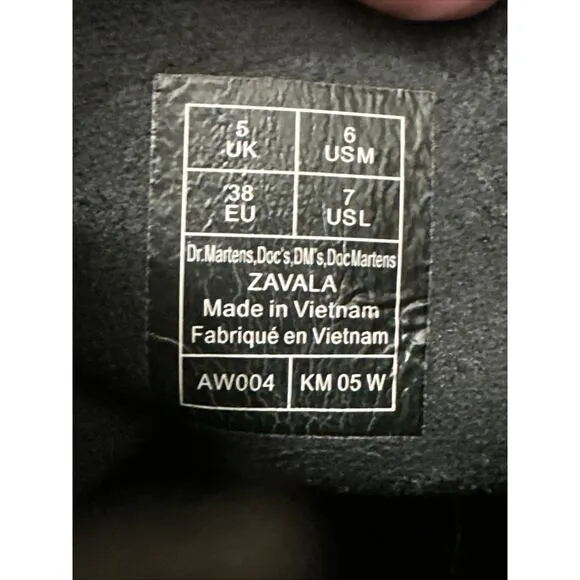 5
UK
6
USM
38
EU
7
USL
Dr.Martens,Doc's,DM's,DocMartens
ZAVALA
Made in Vietnam
Fabriqué en Vietnam
AW004
KM 05 W